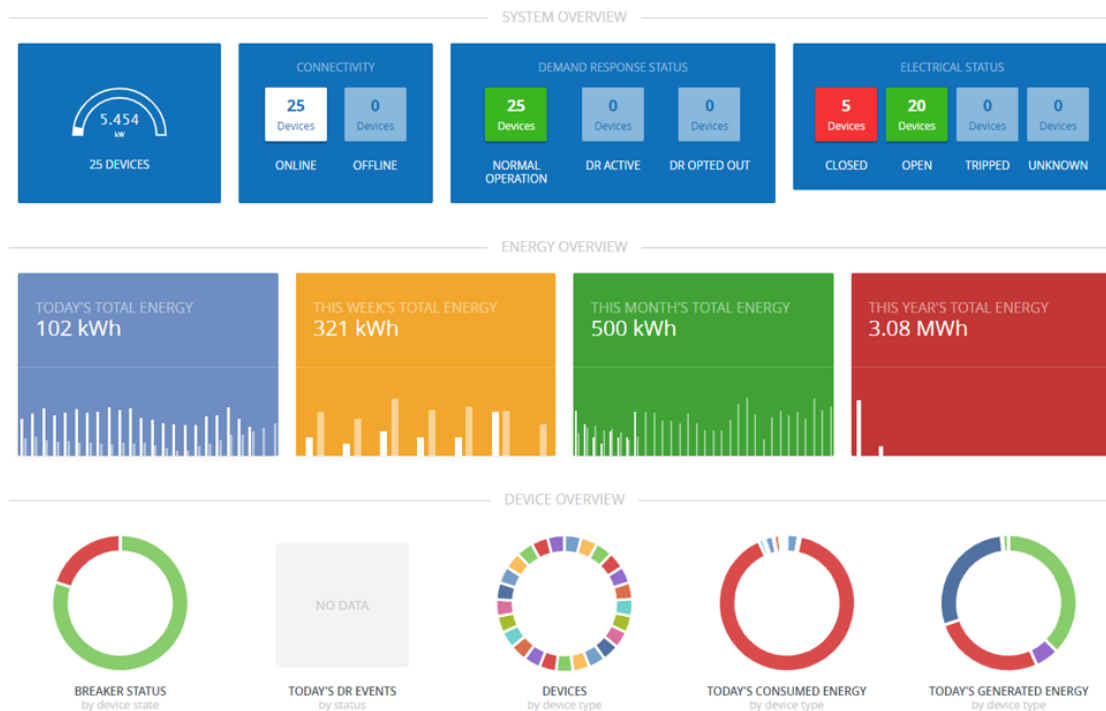 SYSTEM OVERVIEW
5.454
kW
25 DEVICES
CONNECTIVITY
25
Devices
ONLINE
0
Devices
OFFLINE
DEMAND RESPONSE STATUS
25
Devices
NORMAL
OPERATION
0
Devices
DR ACTIVE
0
Devices
DR OPTED OUT
ELECTRICAL STATUS
5
Devices
CLOSED
20
Devices
OPEN
0
Devices
TRIPPED
0
Devices
UNKNOWN
ENERGY OVERVIEW
TODAY'S TOTAL ENERGY
102 kWh
THIS WEEK'S TOTAL ENERGY
321 kWh
THIS MONTH'S TOTAL ENERGY
500 kWh
THIS YEAR'S TOTAL ENERGY
3.08 MWh
DEVICE OVERVIEW
BREAKER STATUS
by device state
NO DATA
TODAY'S DR EVENTS
by status
DEVICES
by device type
TODAY'S CONSUMED ENERGY
by device type
TODAY'S GENERATED ENERGY
by device type